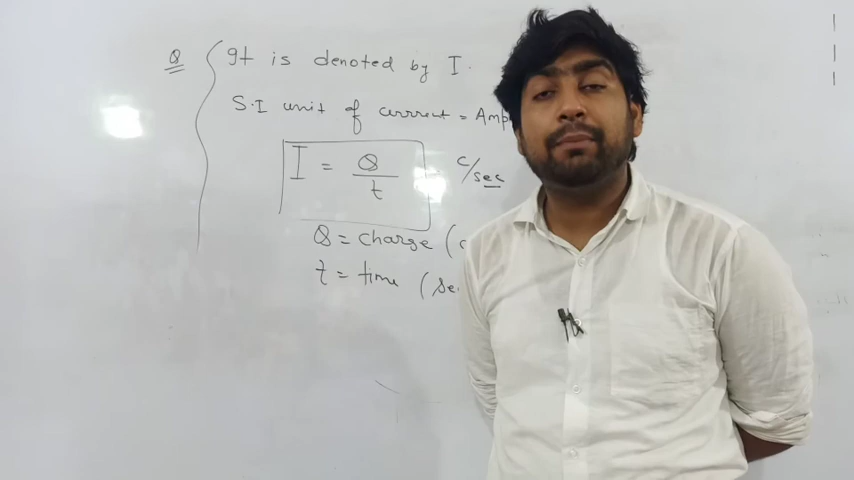 Q It is denoted by I.
S.I unit of current = Amp
I = Q/t C/sec
Q = charge (c
t = time (se